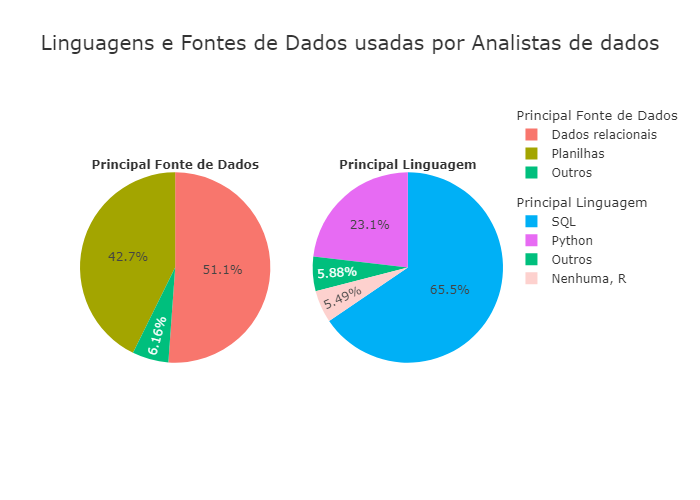 Linguagens e Fontes de Dados usadas por Analistas de dados
Principal Fonte de Dados
51.1%
42.7%
6.16%
Principal Linguagem
65.5%
23.1%
5.88%
5.49%
Principal Fonte de Dados
Dados relacionais
Planilhas
Outros
Principal Linguagem
SQL
Python
Outros
Nenhuma, R